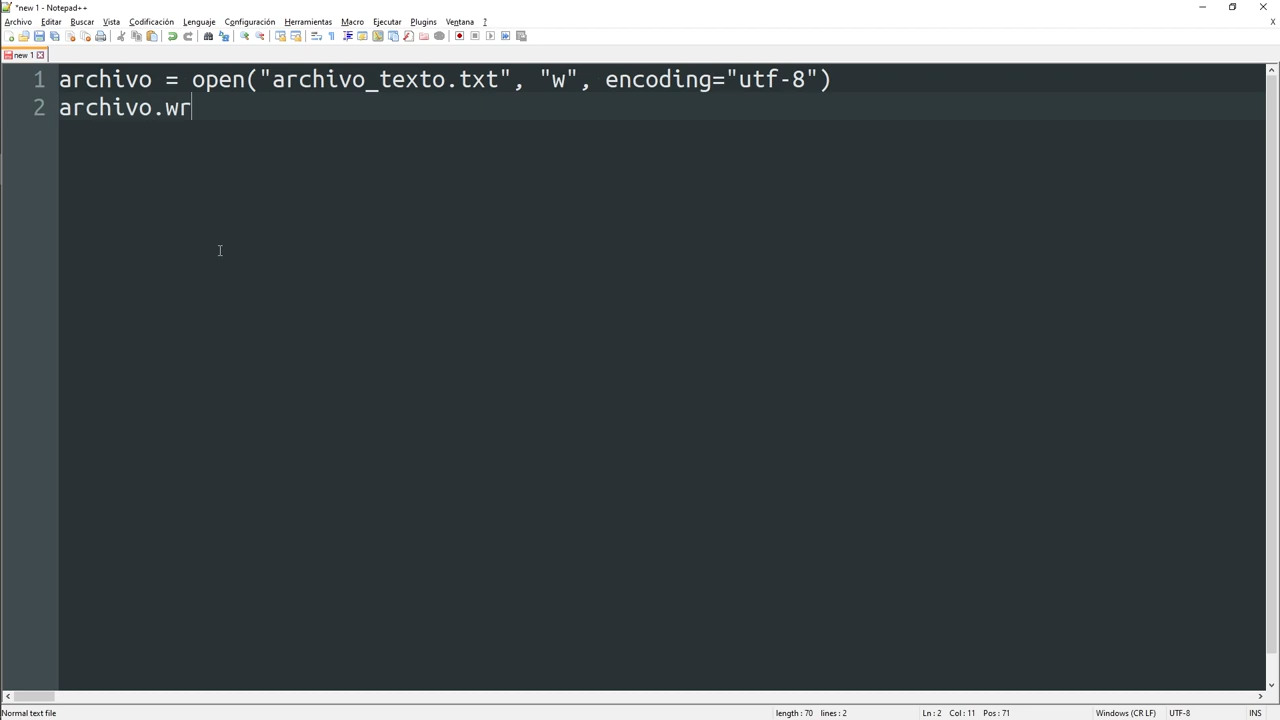 *new 1 - Notepad++
Archivo Editar Buscar Vista Codificación Lenguaje Configuración Herramientas Macro Ejecutar Plugins Ventana ?
X
new 1
1 archivo = open("archivo_texto.txt", "w", encoding="utf-8")
2 archivo.wr
Normal text file length : 70 lines : 2 Ln : 2 Col : 11 Pos : 71 Windows (CR LF) UTF-8 INS